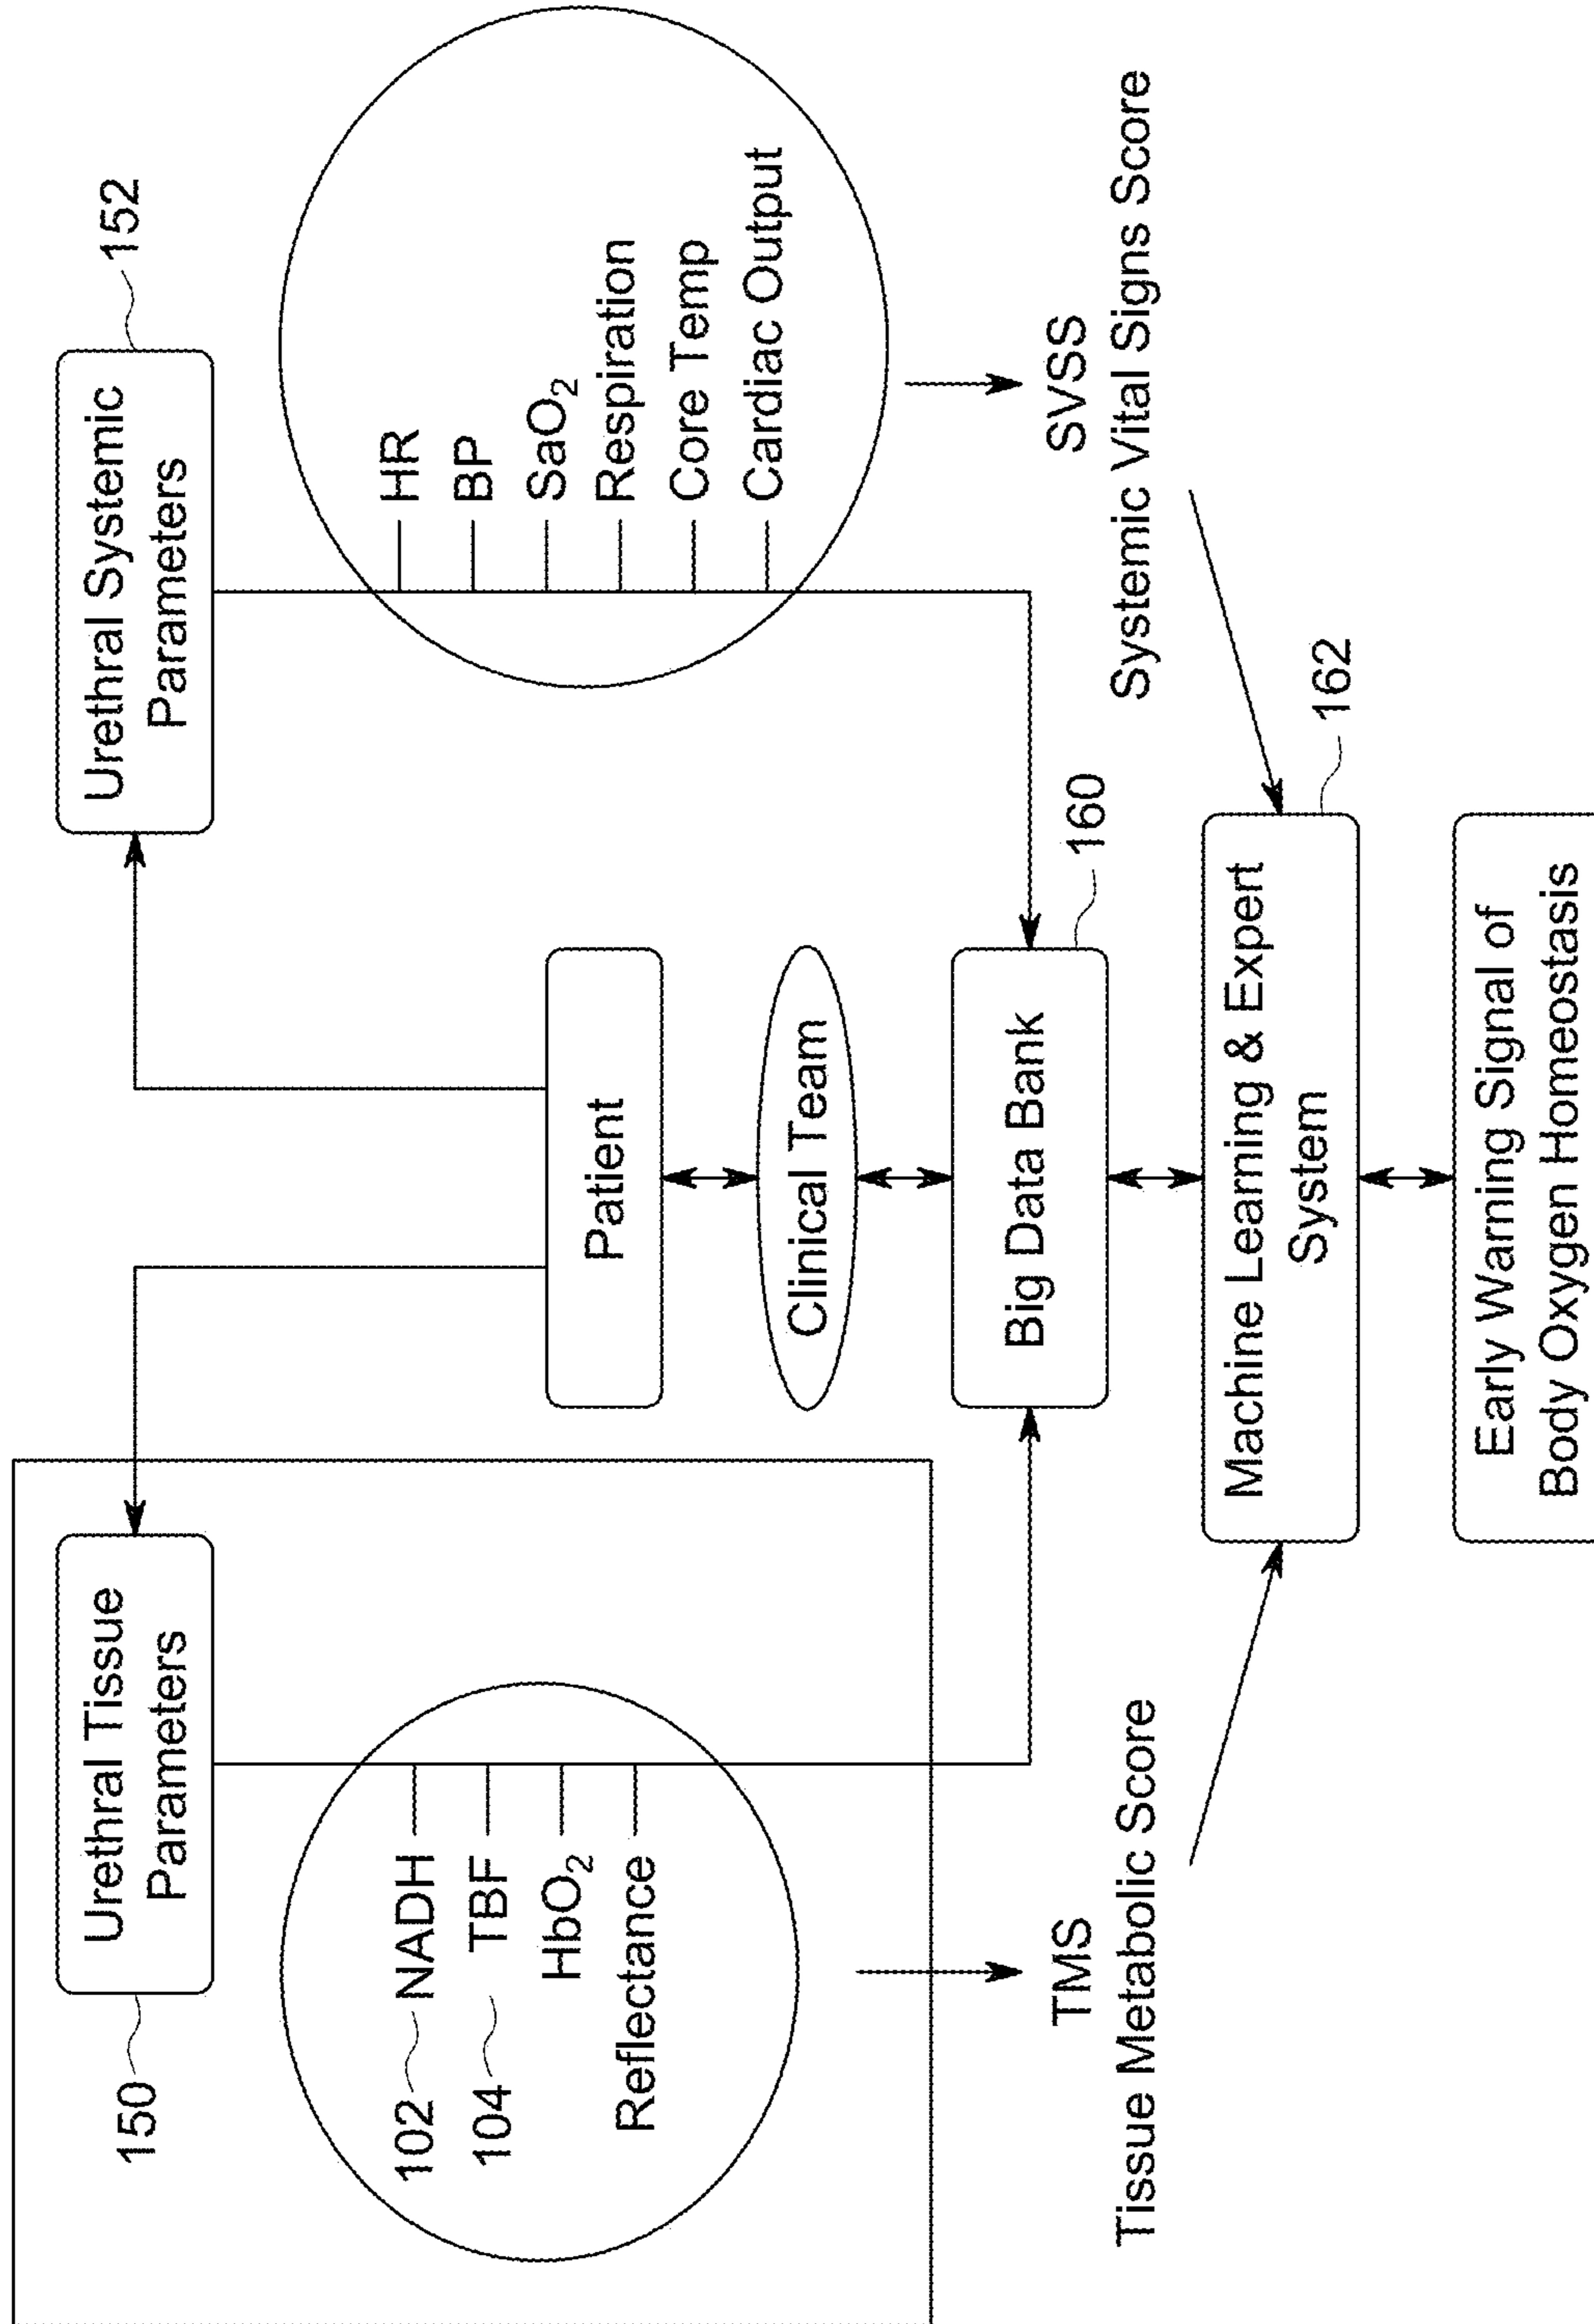 Urethral Tissue
Parameters
150
102
NADH
104
TBF
HbO₂
Reflectance
TMS
Tissue Metabolic Score
Patient
Clinical Team
Big Data Bank
160
Machine Learning & Expert
System
162
Early Warning Signal of
Body Oxygen Homeostasis
Urethral Systemic
Parameters
152
HR
BP
SaO₂
Respiration
Core Temp
Cardiac Output
SVSS
Systemic Vital Signs Score